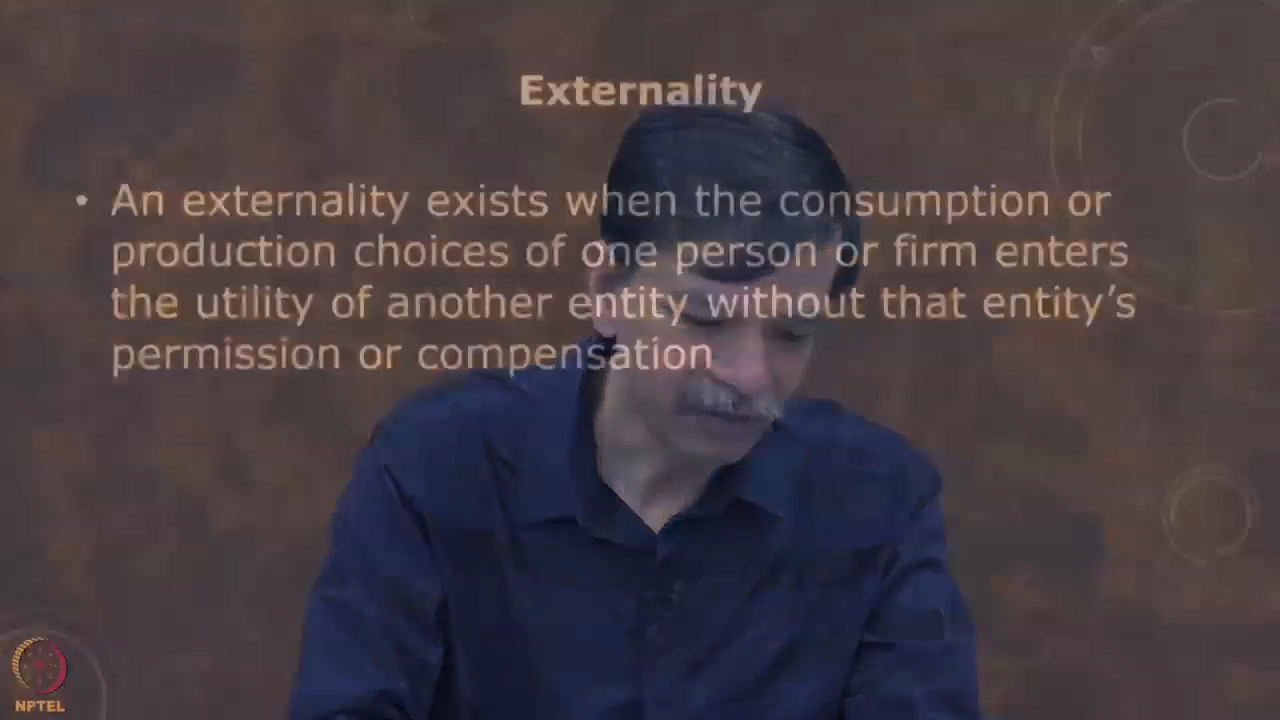 Externality
• An externality exists when the consumption or
production choices of one person or firm enters
the utility of another entity without that entity's
permission or compensation
NPTEL